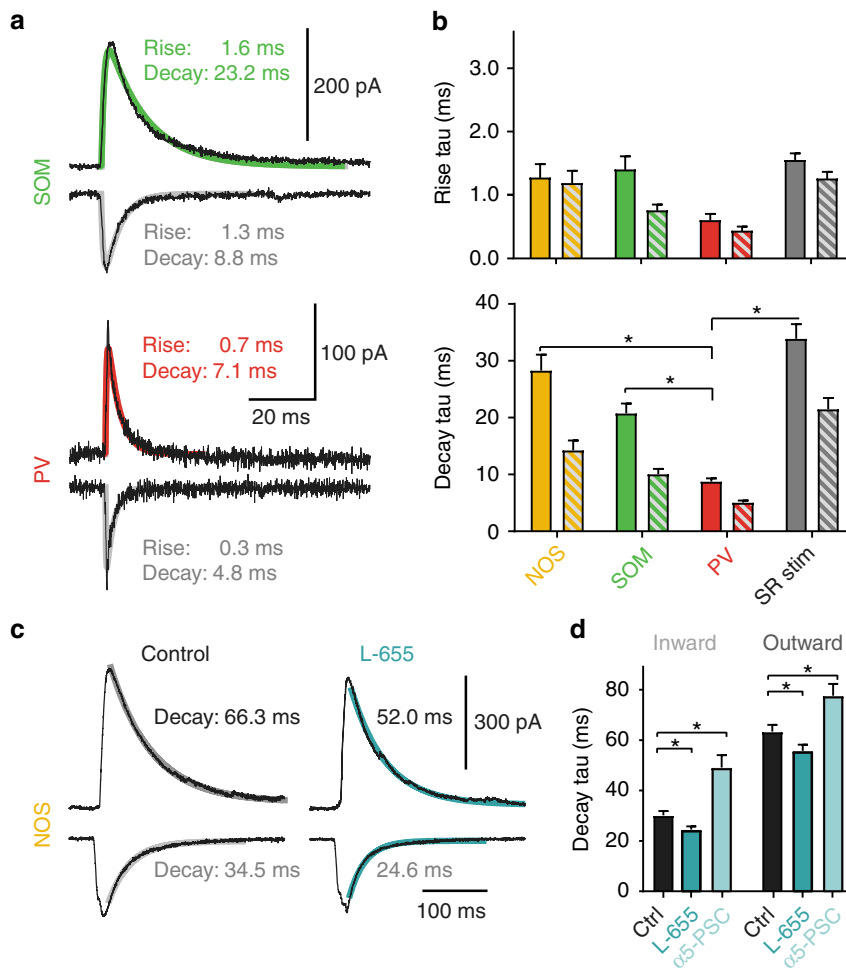 a
SOM
Rise: 1.6 ms
Decay: 23.2 ms
200 pA
Rise: 1.3 ms
Decay: 8.8 ms
PV
Rise: 0.7 ms
Decay: 7.1 ms
100 pA
20 ms
Rise: 0.3 ms
Decay: 4.8 ms
b
Rise tau (ms)
3.0
2.0
1.0
0.0
Decay tau (ms)
40
30
20
10
0
*
*
*
NOS
SOM
PV
SR stim
c
NOS
Control
L-655
Decay: 66.3 ms
52.0 ms
300 pA
Decay: 34.5 ms
24.6 ms
100 ms
d
Inward
Outward
Decay tau (ms)
80
60
40
20
0
*
*
*
*
Ctrl
L-655
α5-PSC
Ctrl
L-655
α5-PSC